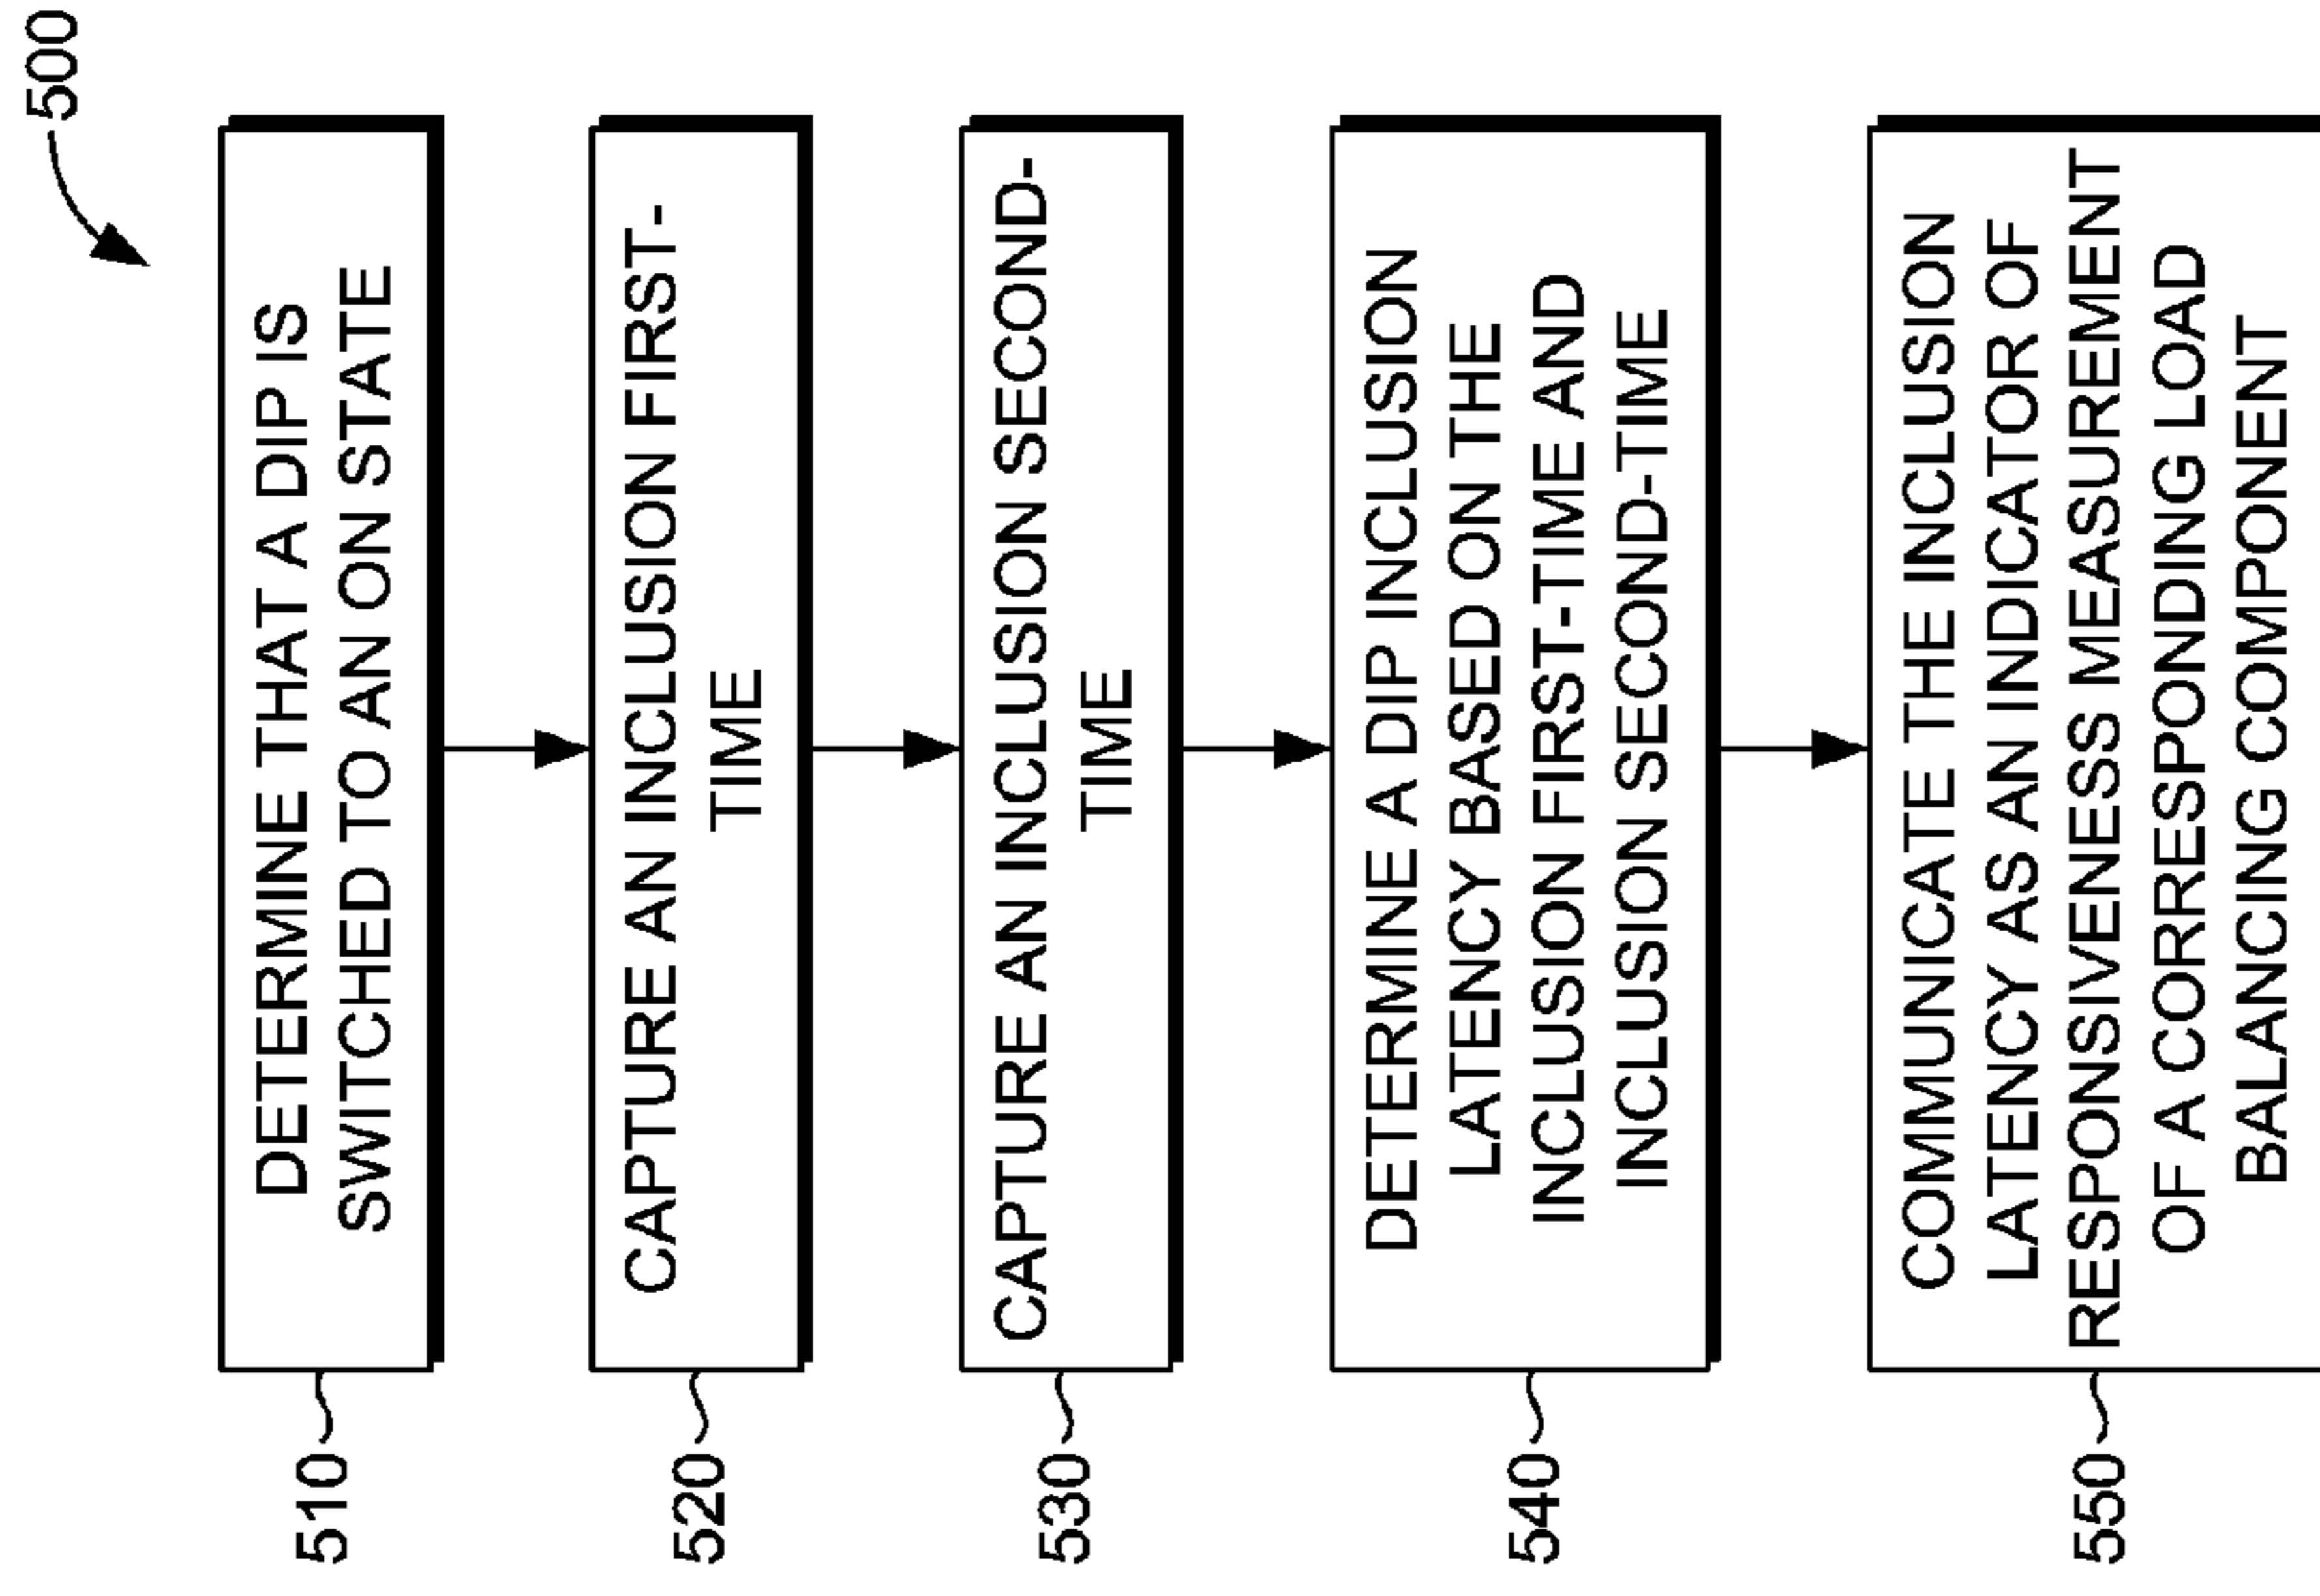 500
510
DETERMINE THAT A DIP IS
SWITCHED TO AN ON STATE
520
CAPTURE AN INCLUSION FIRST-
TIME
530
CAPTURE AN INCLUSION SECOND-
TIME
540
DETERMINE A DIP INCLUSION
LATENCY BASED ON THE
INCLUSION FIRST-TIME AND
INCLUSION SECOND-TIME
550
COMMUNICATE THE INCLUSION
LATENCY AS AN INDICATOR OF
RESPONSIVENESS MEASUREMENT
OF A CORRESPONDING LOAD
BALANCING COMPONENT